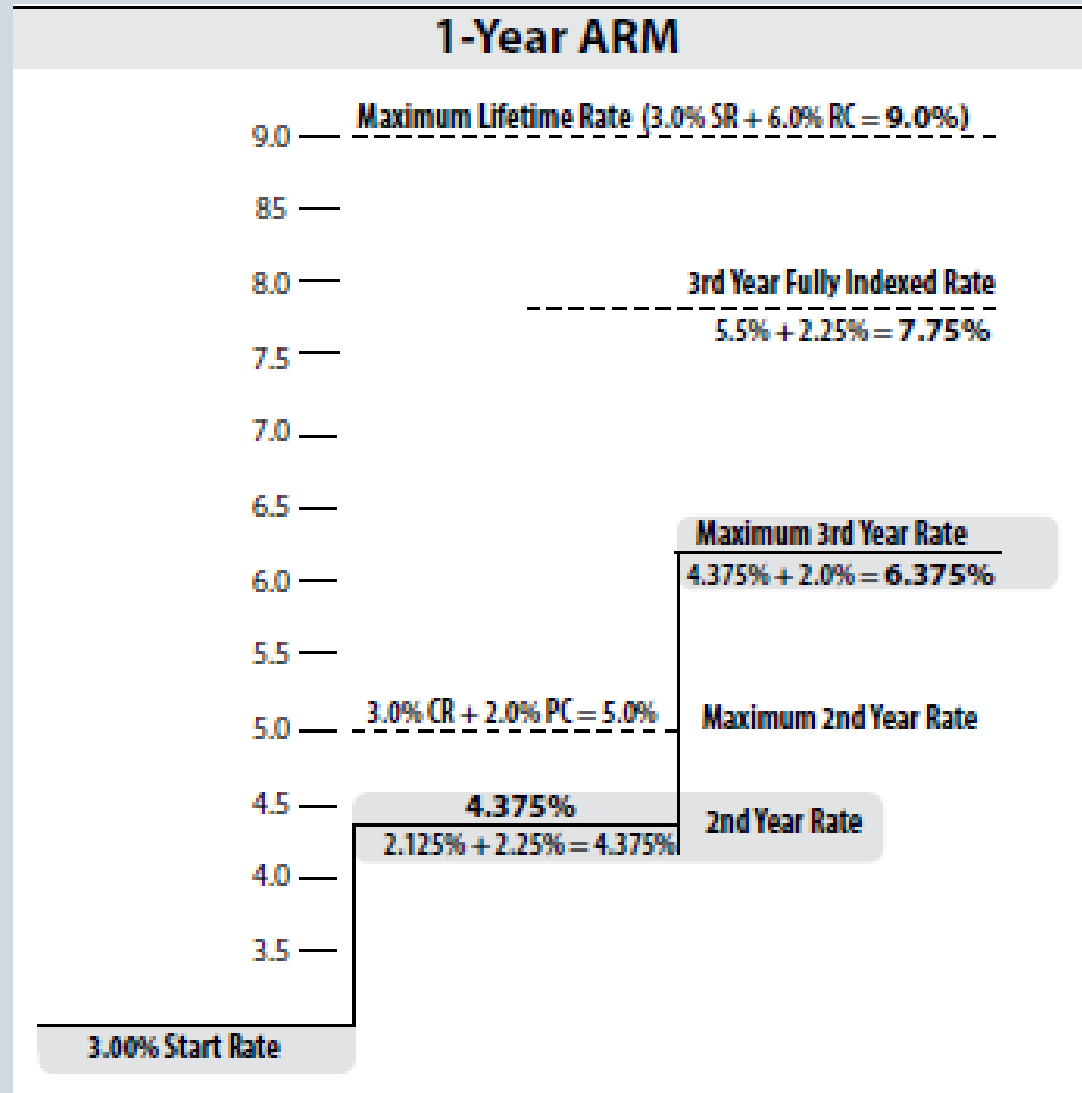 1-Year ARM
Maximum Lifetime Rate (3.0% SR + 6.0% RC = 9.0%)
9.0
85
8.0
3rd Year Fully Indexed Rate
5.5% + 2.25% = 7.75%
7.5
7.0
6.5
Maximum 3rd Year Rate
4.375% + 2.0% = 6.375%
6.0
5.5
3.0% CR + 2.0% PC = 5.0%
Maximum 2nd Year Rate
5.0
4.5
4.375%
2nd Year Rate
2.125% + 2.25% = 4.375%
4.0
3.5
3.00% Start Rate